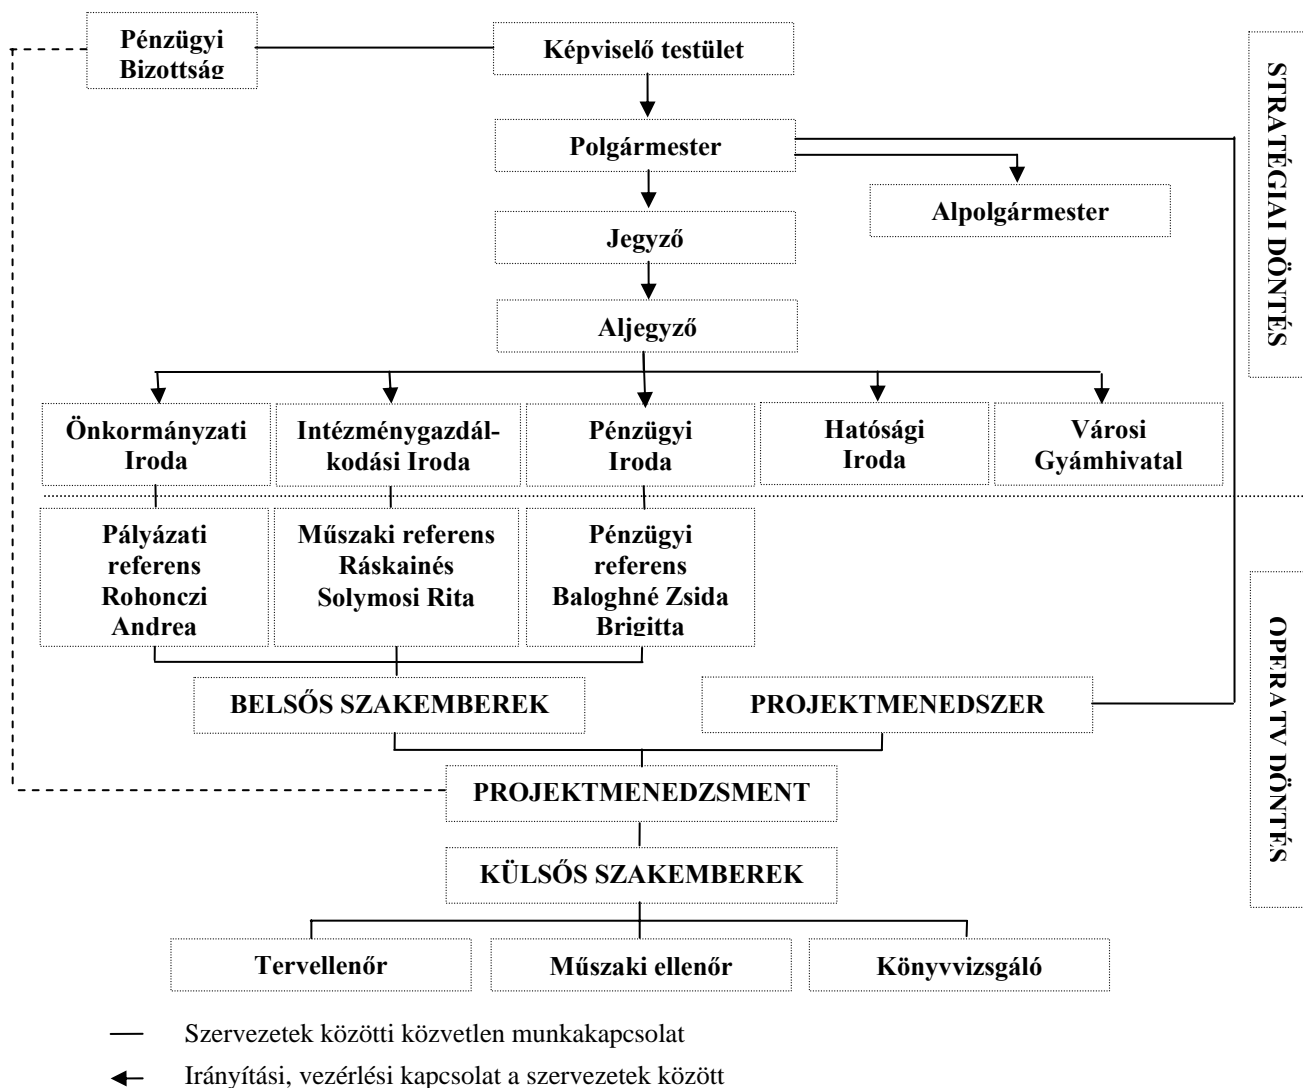 Pénzügyi
Bizottság
Képviselő testület
Polgármester
Alpolgármester
Jegyző
Aljegyző
STRATÉGIAI DÖNTÉS
Önkormányzati
Iroda
Intézménygazdál-
kodási Iroda
Pénzügyi
Iroda
Hatósági
Iroda
Városi
Gyámhivatal
Pályázati
referens
Rohonczi
Andrea
Műszaki referens
Ráskainés
Solymosi Rita
Pénzügyi
referens
Baloghné Zsida
Brigitta
OPERATV DÖNTÉS
BELSŐS SZAKEMBEREK
PROJEKTMENEDSZER
PROJEKTMENEDZSMENT
KÜLSŐS SZAKEMBEREK
Tervellenőr
Műszaki ellenőr
Könyvvizsgáló
Szervezetek közötti közvetlen munkakapcsolat
Irányítási, vezérlési kapcsolat a szervezetek között